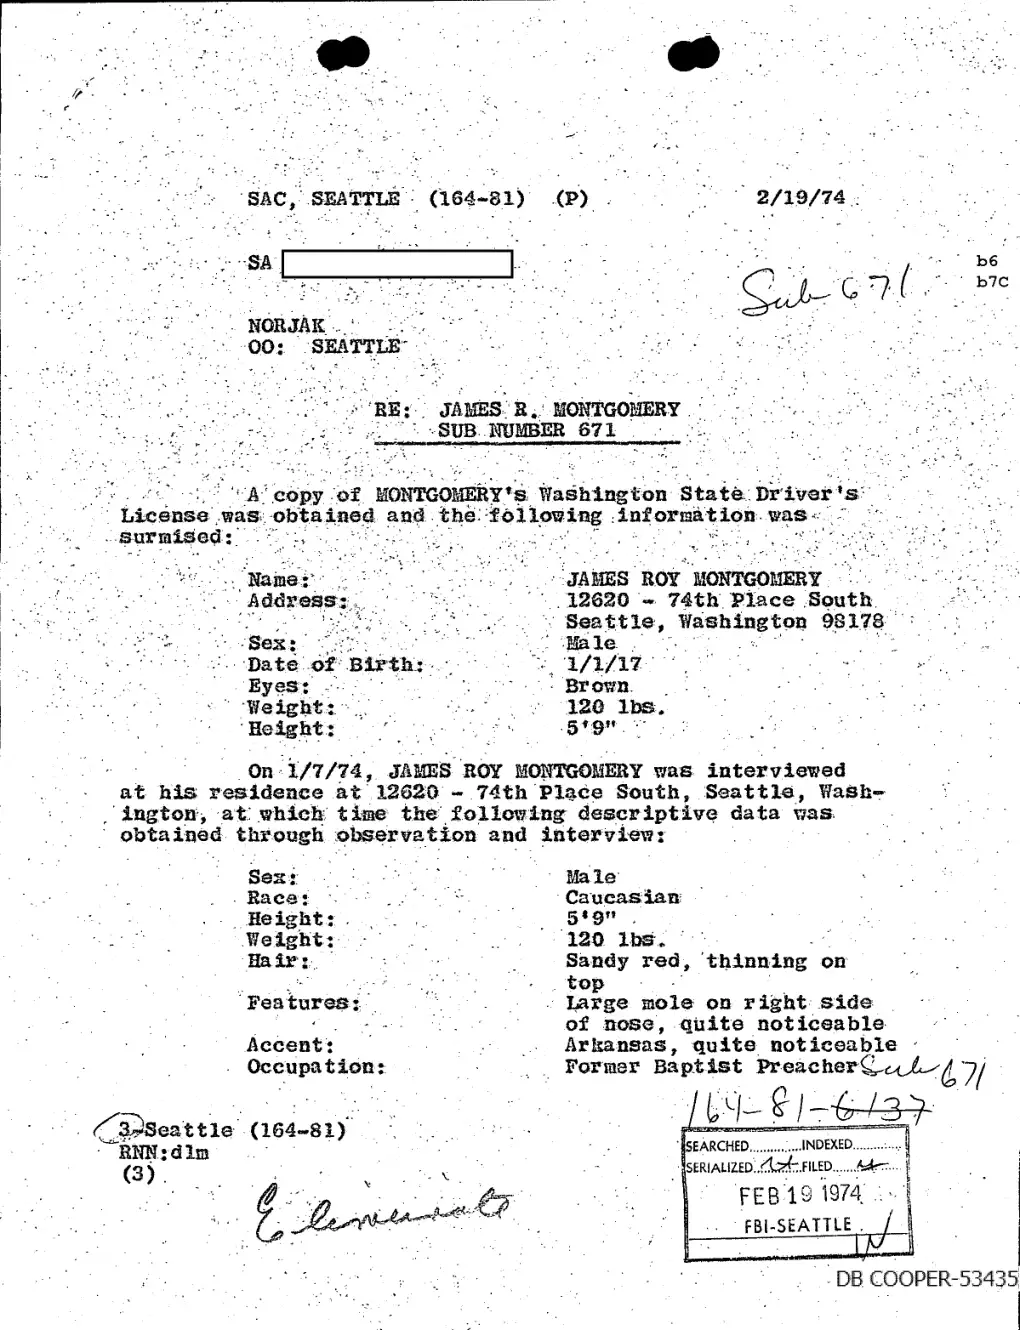 SAC, SEATTLE (164-81) (P) 2/19/74
SA
b6
b7C
Sub 671
NORJAK
OO: SEATTLE
RE: JAMES R. MONTGOMERY
SUB NUMBER 671
A copy of MONTGOMERY's Washington State Driver's
License was obtained and the following information was
surmised:
Name: JAMES ROY MONTGOMERY
Address: 12620 - 74th Place South
Seattle, Washington 98178
Sex: Male
Date of Birth: 1/1/17
Eyes: Brown
Weight: 120 lbs.
Height: 5'9"
On 1/7/74, JAMES ROY MONTGOMERY was interviewed
at his residence at 12620 - 74th Place South, Seattle, Wash-
ington, at which time the following descriptive data was
obtained through observation and interview:
Sex: Male
Race: Caucasian
Height: 5'9"
Weight: 120 lbs.
Hair: Sandy red, thinning on
top
Features: Large mole on right side
of nose, quite noticeable
Accent: Arkansas, quite noticeable
Occupation: Former Baptist Preacher
Sub 671
164-81-6137
3-Seattle (164-81)
RNN:dlm
(3)
Eliminate
SEARCHED............INDEXED............
SERIALIZED FILED
FEB 19 1974
FBI-SEATTLE
DB COOPER-53435